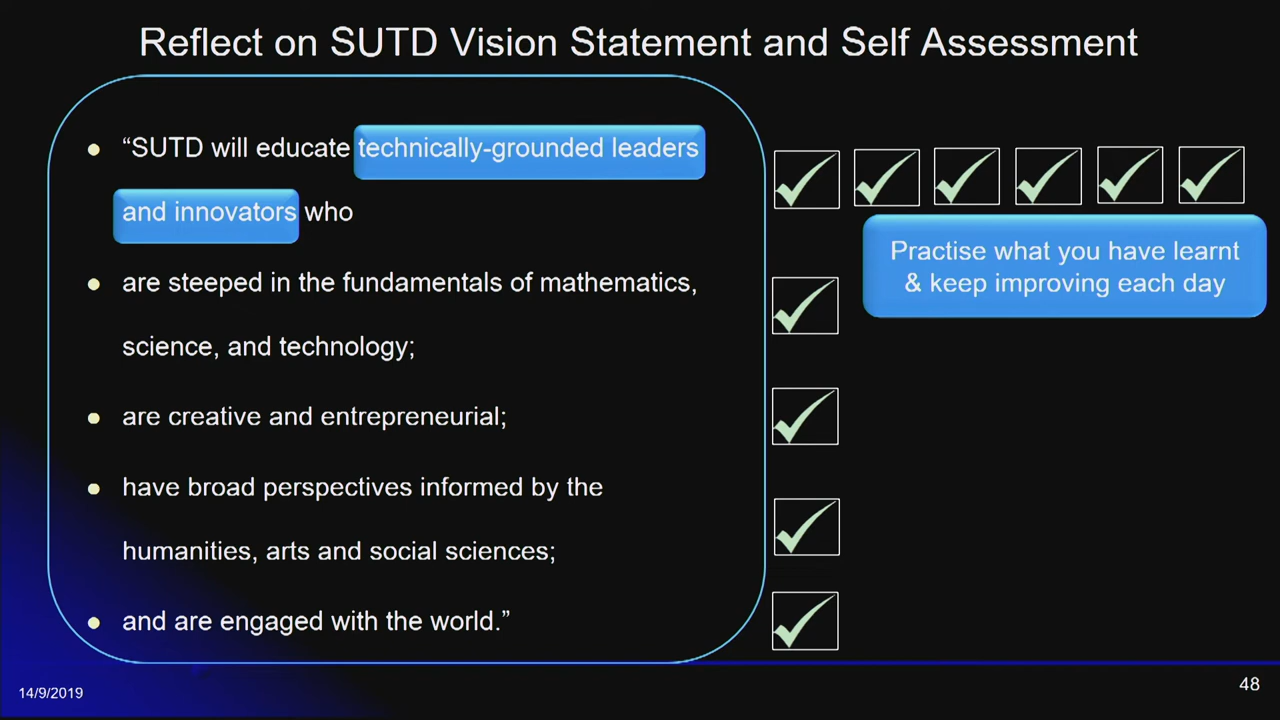 Reflect on SUTD Vision Statement and Self Assessment
“SUTD will educate technically-grounded leaders
and innovators who
are steeped in the fundamentals of mathematics,
science, and technology;
are creative and entrepreneurial;
have broad perspectives informed by the
humanities, arts and social sciences;
and are engaged with the world.”
Practise what you have learnt
& keep improving each day
14/9/2019
48